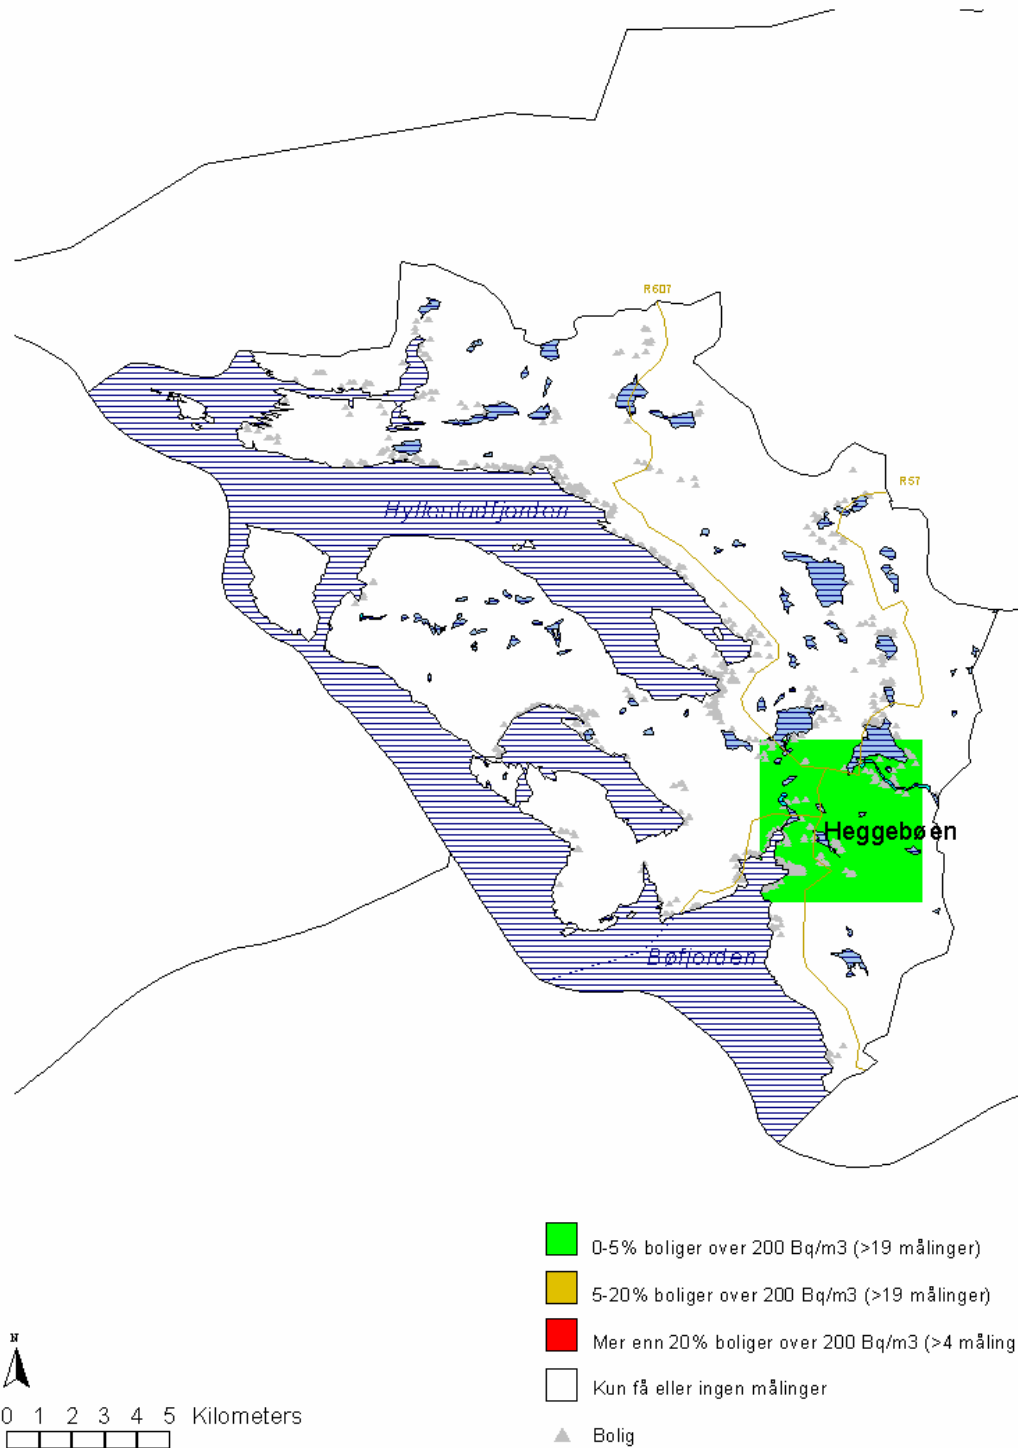 R607
R57
Hyllestadfjorden
Heggebøen
Bøfjorden
0-5% boliger over 200 Bq/m3 (>19 målinger)
5-20% boliger over 200 Bq/m3 (>19 målinger)
Mer enn 20% boliger over 200 Bq/m3 (>4 måling
Kun få eller ingen målinger
Bolig
N
0 1 2 3 4 5 Kilometers